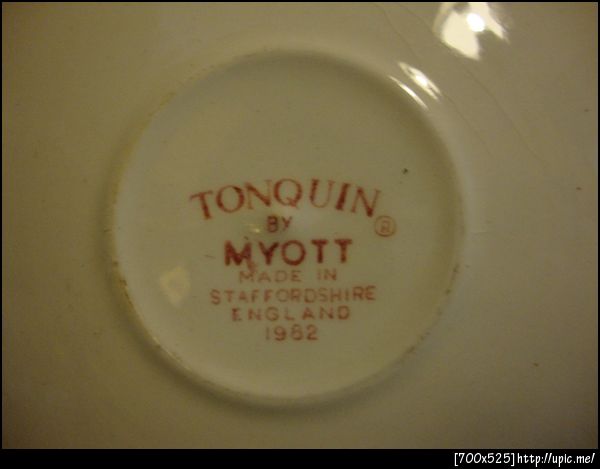 TONQUIN ®
BY
MYOTT
MADE IN
STAFFORDSHIRE
ENGLAND
1982
[700x525]http://upic.me/